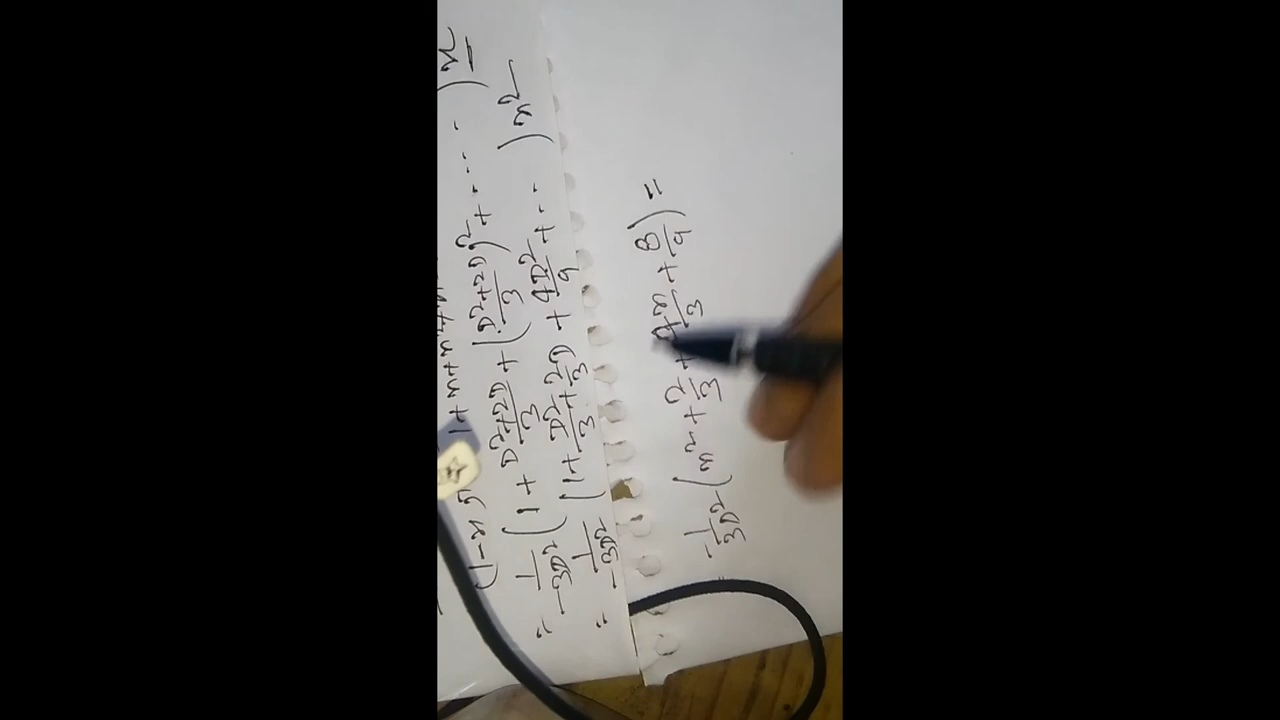 (1-x)⁻¹ 1+x+x²+x³
= 1/-3D² (1 + D²+2D/3 + (D²+2D/3)² + ....)x²
= 1/-3D² (1+ D²/3 + 2D/3 + 4D²/9 + ... )x²
= -1/3D² (x² + 2/3 + 4x/3 + 8/9) =